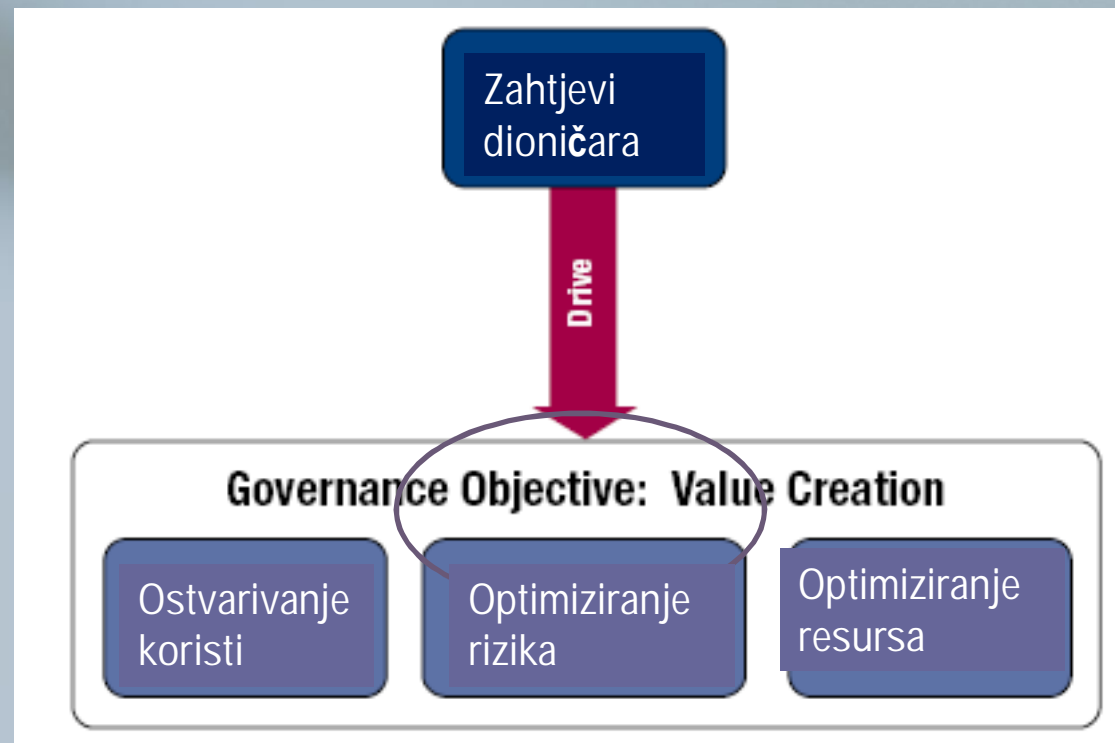 Zahtjevi
dioničara
Drive
Governance Objective: Value Creation
Ostvarivanje
koristi
Optimiziranje
rizika
Optimiziranje
resursa